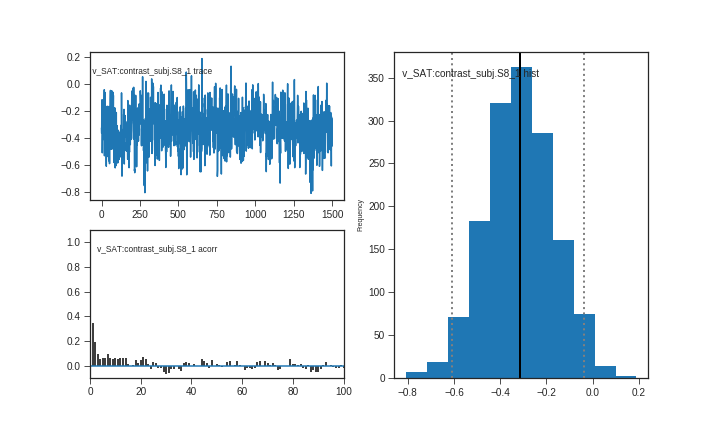 v_SAT:contrast_subj.S8_1 trace
0.2
0.0
−0.2
−0.4
−0.6
−0.8
0 250 500 750 1000 1250 1500
v_SAT:contrast_subj.S8_1 acorr
1.0
0.8
0.6
0.4
0.2
0.0
0 20 40 60 80 100
v_SAT:contrast_subj.S8_1 hist
Frequency
350
300
250
200
150
100
50
0
−0.8 −0.6 −0.4 −0.2 0.0 0.2